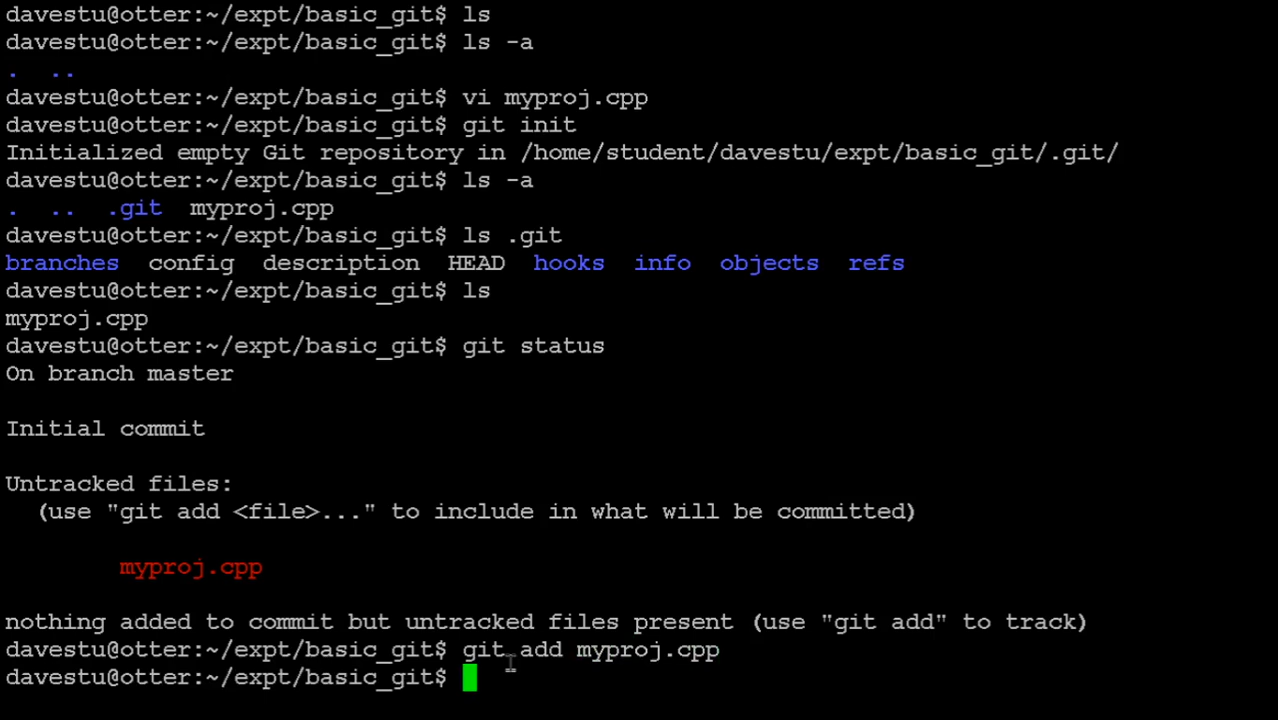 davestu@otter:~/expt/basic_git$ ls
davestu@otter:~/expt/basic_git$ ls -a
.  ..
davestu@otter:~/expt/basic_git$ vi myproj.cpp
davestu@otter:~/expt/basic_git$ git init
Initialized empty Git repository in /home/student/davestu/expt/basic_git/.git/
davestu@otter:~/expt/basic_git$ ls -a
.  ..  .git  myproj.cpp
davestu@otter:~/expt/basic_git$ ls .git
branches  config  description  HEAD  hooks  info  objects  refs
davestu@otter:~/expt/basic_git$ ls
myproj.cpp
davestu@otter:~/expt/basic_git$ git status
On branch master
Initial commit
Untracked files:
  (use "git add <file>..." to include in what will be committed)
        myproj.cpp
nothing added to commit but untracked files present (use "git add" to track)
davestu@otter:~/expt/basic_git$ git add myproj.cpp
davestu@otter:~/expt/basic_git$